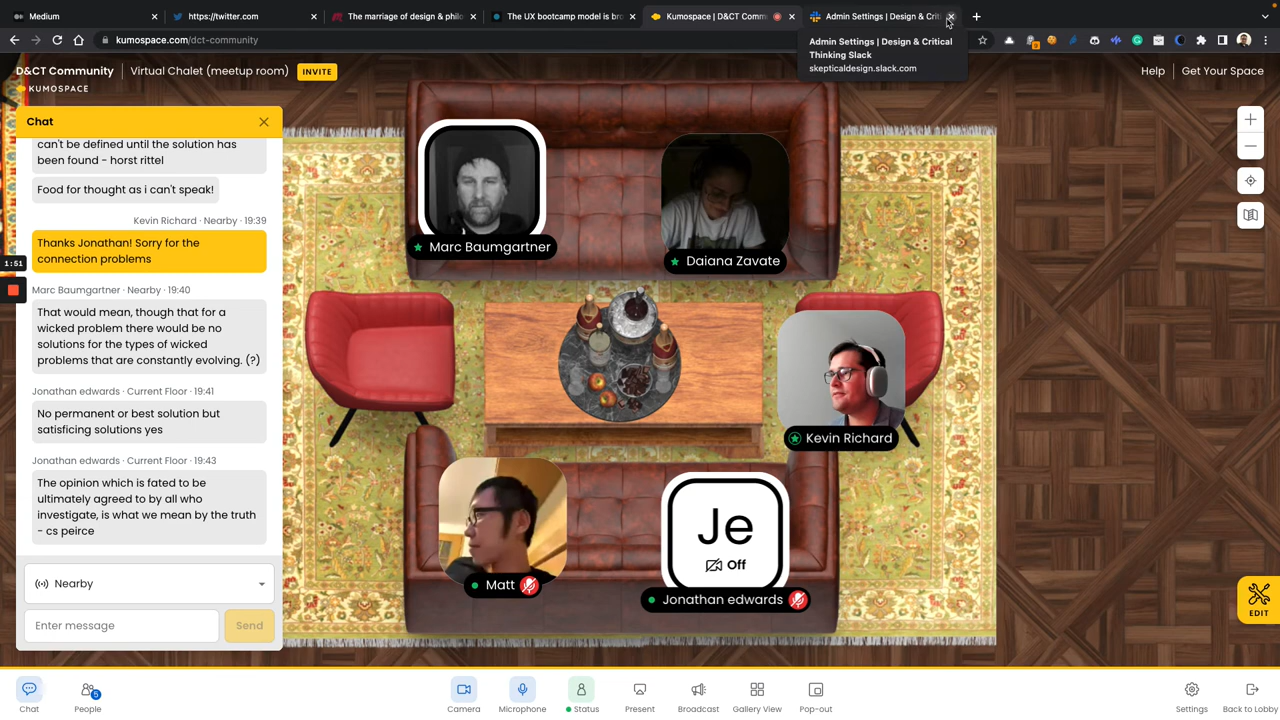 Medium
https://twitter.com
The marriage of design & philo
The UX bootcamp model is bro
Kumospace | D&CT Comm
Admin Settings | Design & Criti
kumospace.com/dct-community
Admin Settings | Design & Critical
Thinking Slack
skepticaldesign.slack.com
D&CT Community
Virtual Chalet (meetup room)
INVITE
Help
Get Your Space
KUMOSPACE
Chat
can't be defined until the solution has
been found - horst rittel
Food for thought as i can't speak!
Kevin Richard · Nearby · 19:39
Thanks Jonathan! Sorry for the
connection problems
1:51
Marc Baumgartner · Nearby · 19:40
That would mean, though that for a
wicked problem there would be no
solutions for the types of wicked
problems that are constantly evolving. (?)
Jonathan edwards · Current Floor · 19:41
No permanent or best solution but
satisficing solutions yes
Jonathan edwards · Current Floor · 19:43
The opinion which is fated to be
ultimately agreed to by all who
investigate, is what we mean by the truth
- cs peirce
Nearby
Enter message
Send
Marc Baumgartner
Daiana Zavate
Kevin Richard
Matt
Je
Off
Jonathan edwards
EDIT
Chat
5
People
Camera
Microphone
Status
Present
Broadcast
Gallery View
Pop-out
Settings
Back to Lobby